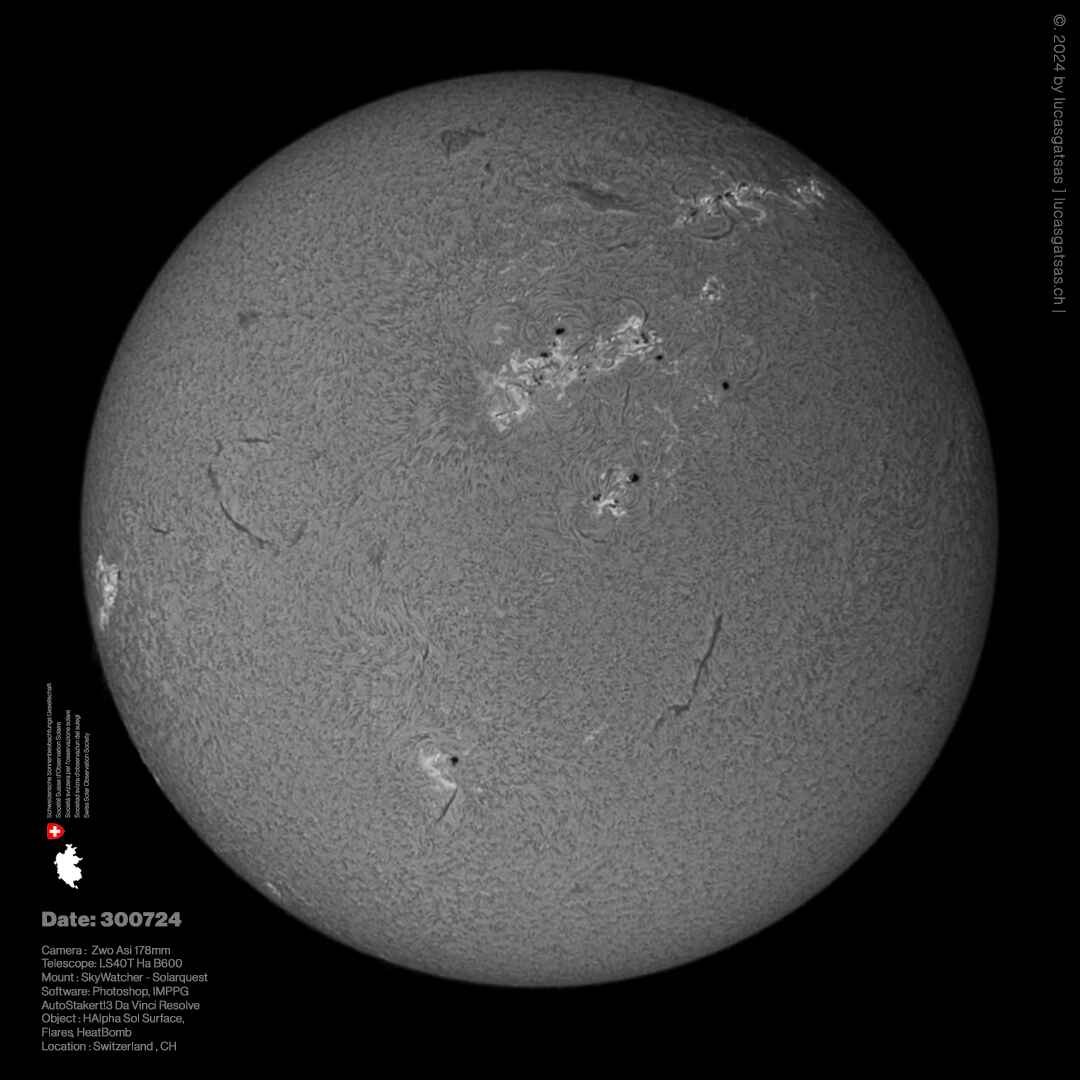 ©. 2024 by lucasgatsas ] lucasgatsas.ch |
Schweizerische Sonnenbeobachtungs Gesellschaft
Société Suisse d'Observation Solaire
Società svizzera per l'osservazione solare
Societad svizra d'observaziun dal sulegl
Swiss Solar Observation Society
Date: 300724
Camera : Zwo Asi 178mm
Telescope: LS40T Ha B600
Mount : SkyWatcher - Solarquest
Software: Photoshop, IMPPG
AutoStakert!3 Da Vinci Resolve
Object : HAlpha Sol Surface,
Flares, HeatBomb
Location : Switzerland , CH